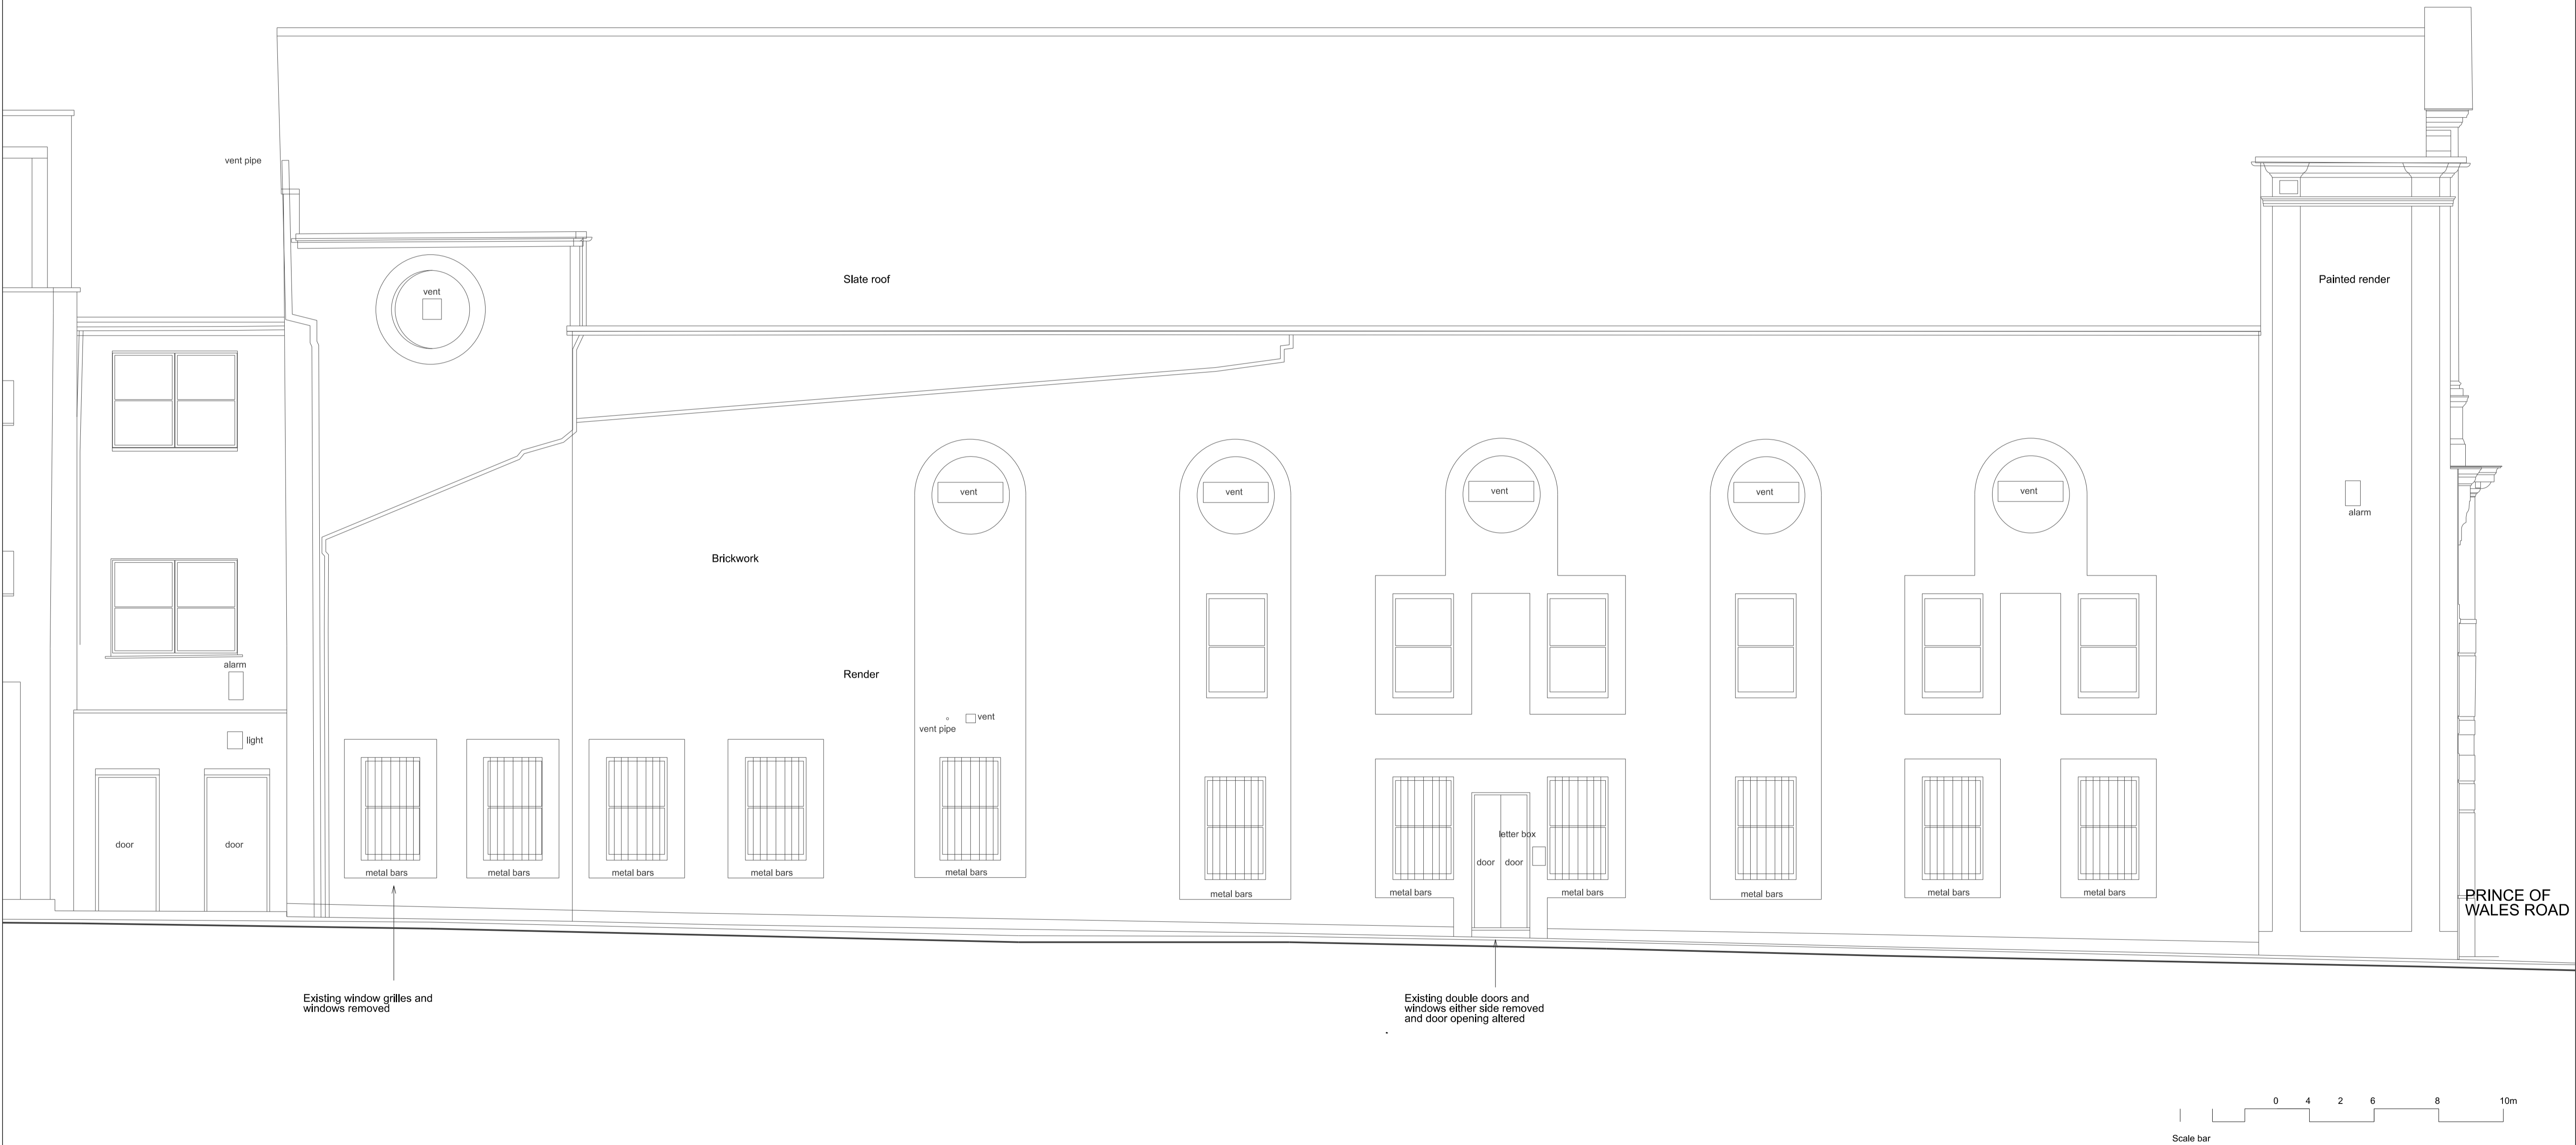 vent pipe
vent
Slate roof
Painted render
vent
vent
vent
vent
vent
alarm
Brickwork
alarm
Render
vent
vent pipe
light
door
door
letter box
door
door
metal bars
metal bars
metal bars
metal bars
metal bars
metal bars
metal bars
metal bars
metal bars
metal bars
metal bars
PRINCE OF
WALES ROAD
Existing window grilles and
windows removed
Existing double doors and
windows either side removed
and door opening altered
0 4 2 6 8 10m
Scale bar